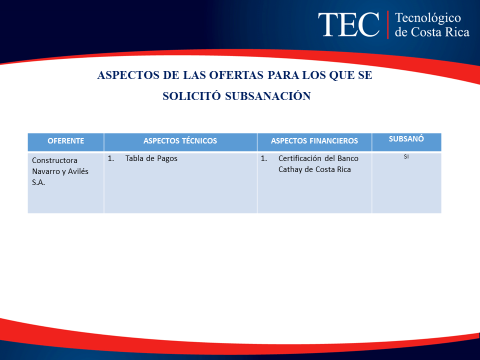 TEC
Tecnológico
de Costa Rica
ASPECTOS DE LAS OFERTAS PARA LOS QUE SE
SOLICITÓ SUBSANACIÓN
OFERENTE ASPECTOS TÉCNICOS ASPECTOS FINANCIEROS SUBSANÓ
Constructora
Navarro y Avilés
S.A.
1. Tabla de Pagos
1. Certificación del Banco
Cathay de Costa Rica
SI